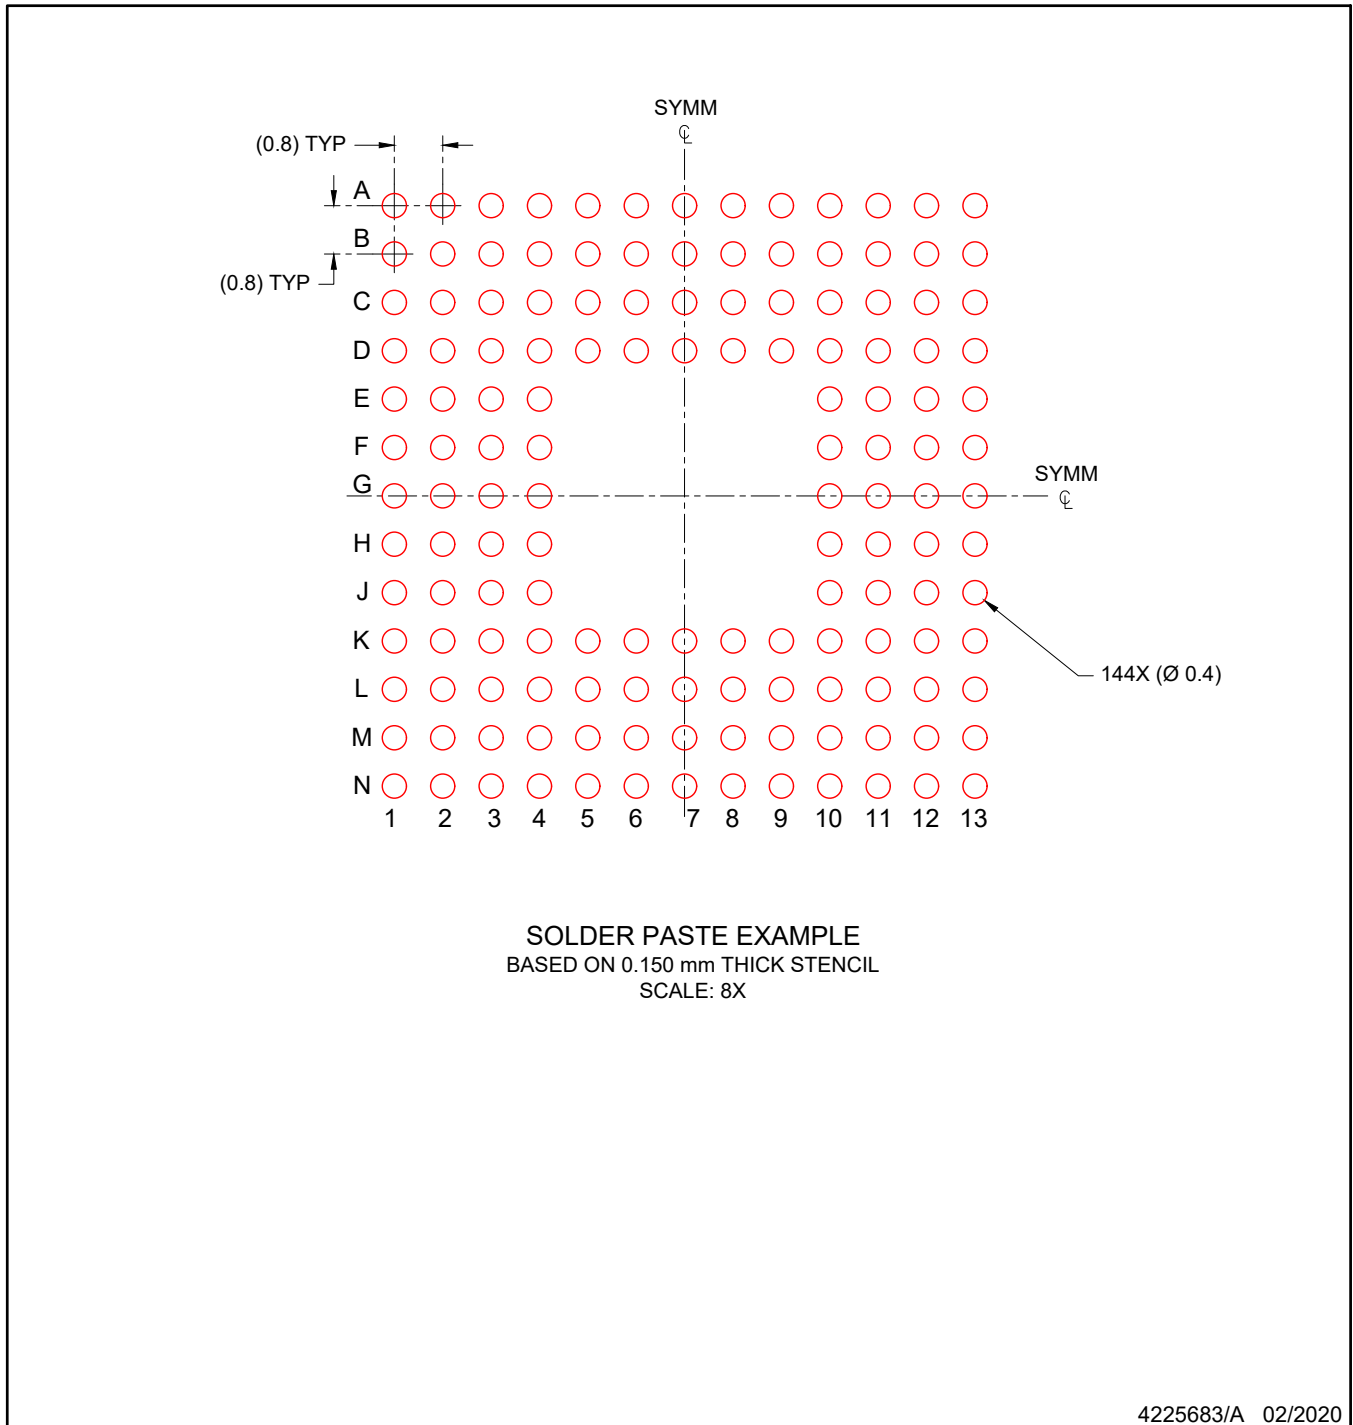 SYMM
℄
(0.8) TYP
A
B
(0.8) TYP
C
D
E
F
G
SYMM
℄
H
J
K
144X (Ø 0.4)
L
M
N
1 2 3 4 5 6 7 8 9 10 11 12 13
SOLDER PASTE EXAMPLE
BASED ON 0.150 mm THICK STENCIL
SCALE: 8X
4225683/A 02/2020